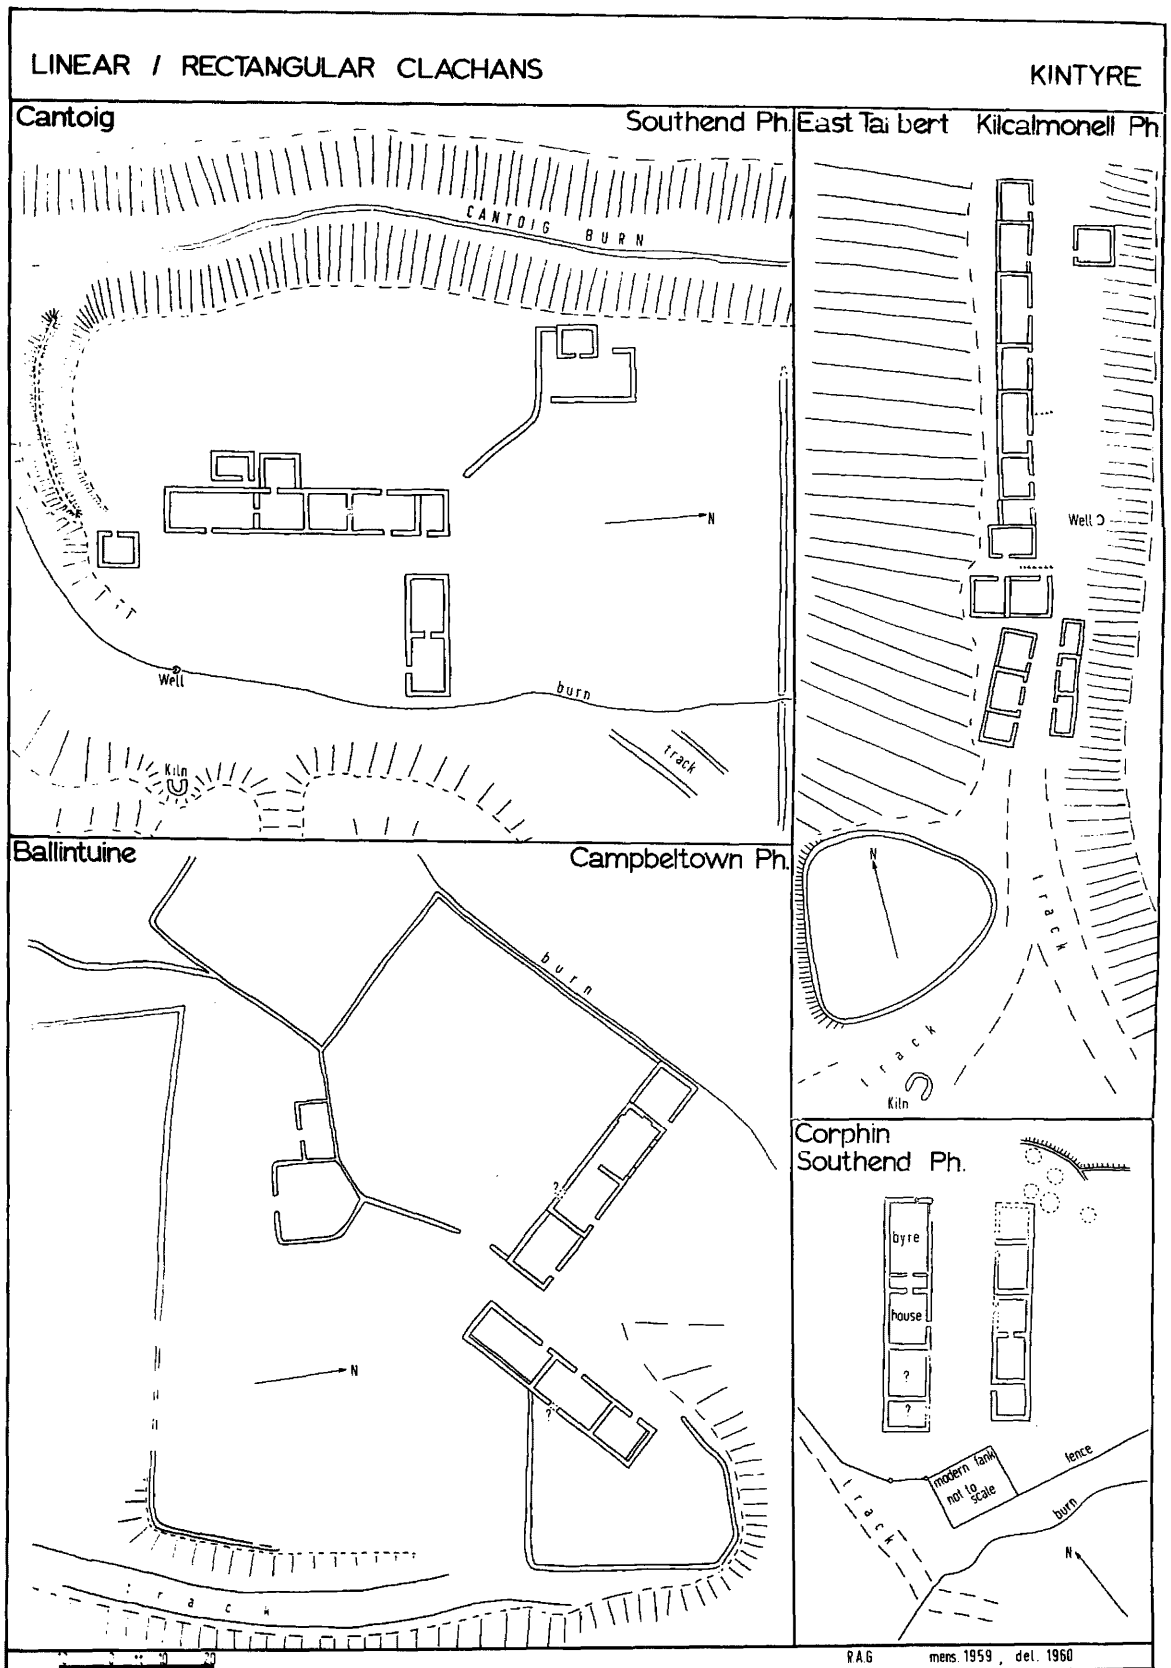 LINEAR / RECTANGULAR CLACHANS
KINTYRE
Cantoig
Southend Ph.
CANTOIG BURN
N
Well
burn
track
Kiln
East Tai bert Kilcalmonell Ph
Well
N
track
track
Kiln
Ballintuine
Campbeltown Ph.
burn
?
N
?
track
Corphin
Southend Ph.
byre
house
?
?
modern fank
not to
scale
fence
burn
track
N
R.A.G mens. 1959, del. 1960